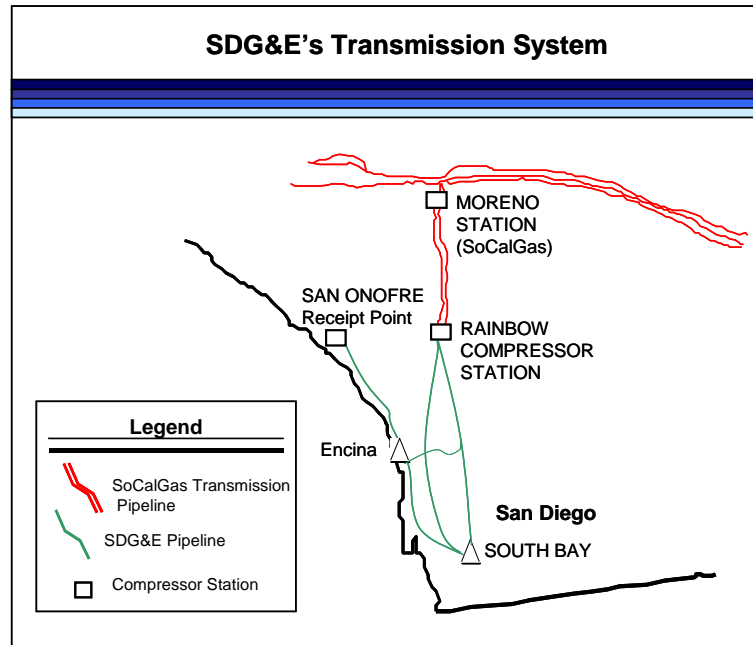 SDG&E's Transmission System
MORENO
STATION
(SoCalGas)
SAN ONOFRE
Receipt Point
RAINBOW
COMPRESSOR
STATION
Encina
San Diego
SOUTH BAY
Legend
SoCalGas Transmission
Pipeline
SDG&E Pipeline
Compressor Station